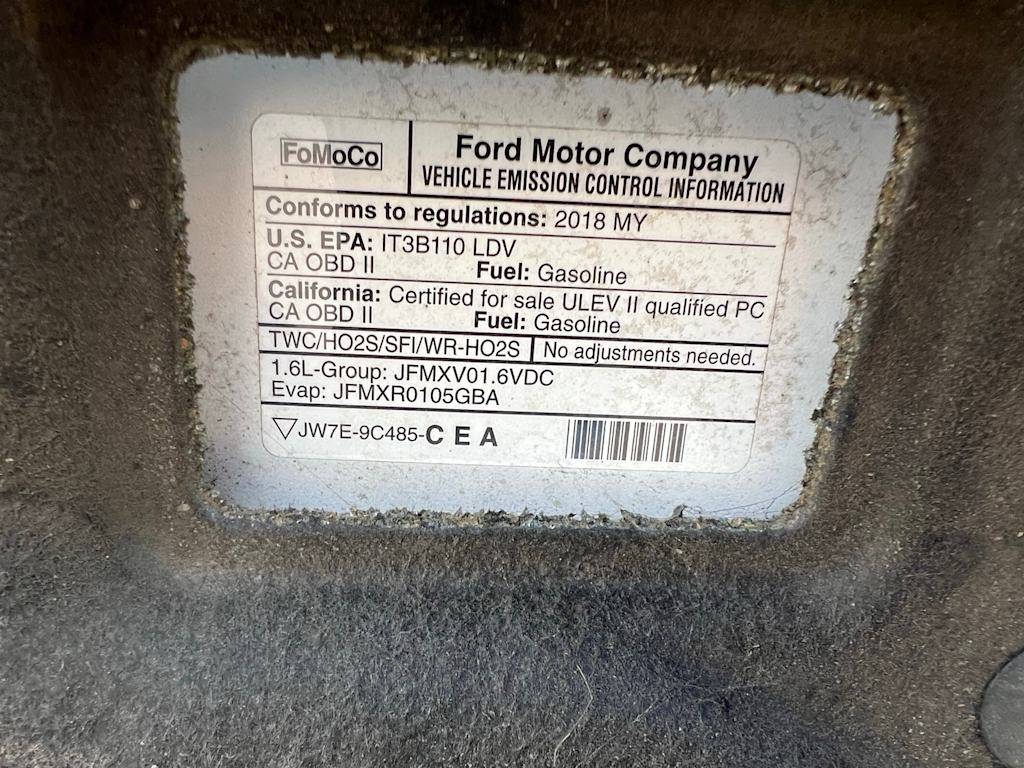 FoMoCo
Ford Motor Company
VEHICLE EMISSION CONTROL INFORMATION
Conforms to regulations: 2018 MY
U.S. EPA: IT3B110 LDV
CA OBD II Fuel: Gasoline
California: Certified for sale ULEV II qualified PC
CA OBD II Fuel: Gasoline
TWC/HO2S/SFI/WR-HO2S No adjustments needed.
1.6L-Group: JFMXV01.6VDC
Evap: JFMXR0105GBA
JW7E-9C485-C E A